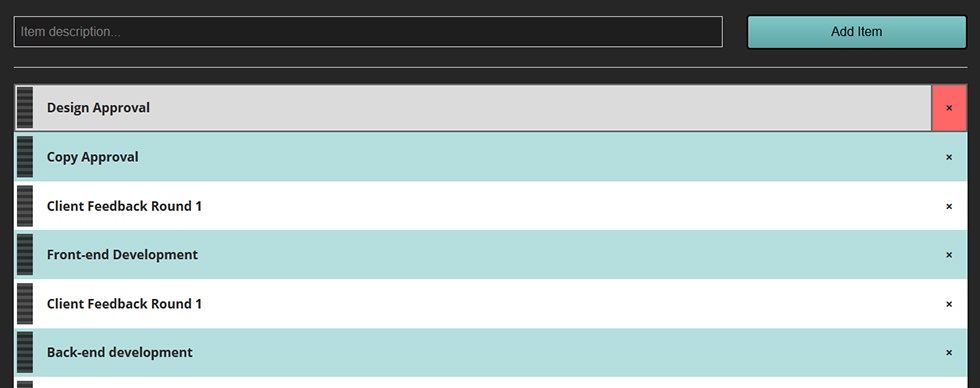 Item description...
Add Item
Design Approval ×
Copy Approval ×
Client Feedback Round 1 ×
Front-end Development ×
Client Feedback Round 1 ×
Back-end development ×